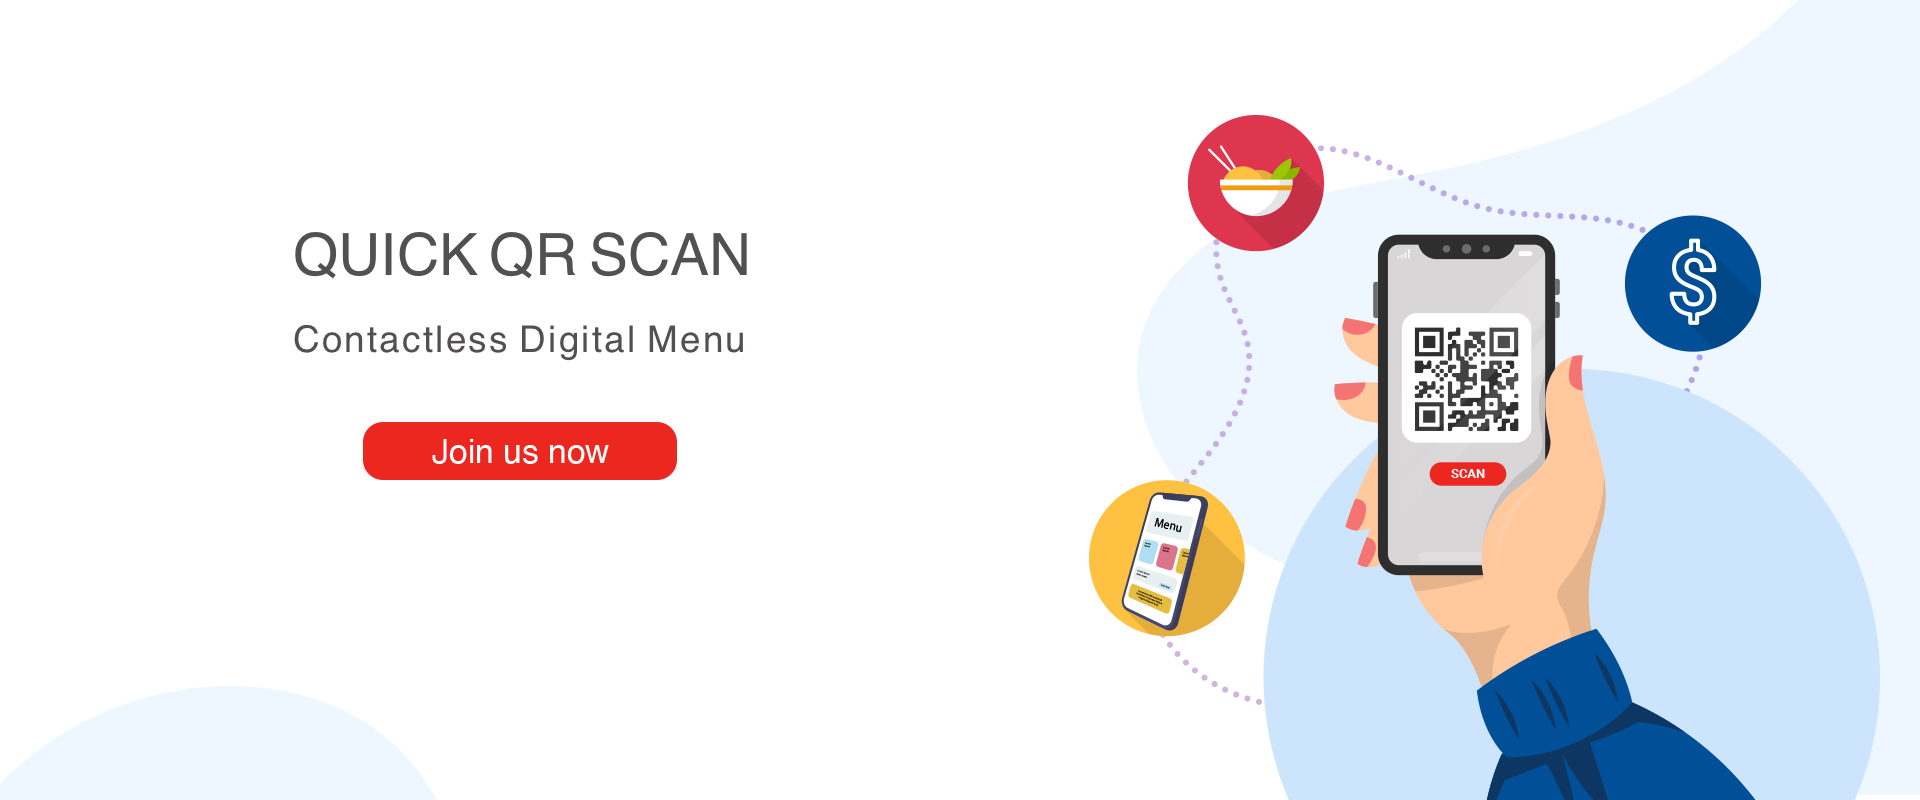 QUICK QR SCAN
Contactless Digital Menu
Join us now
SCAN
Menu